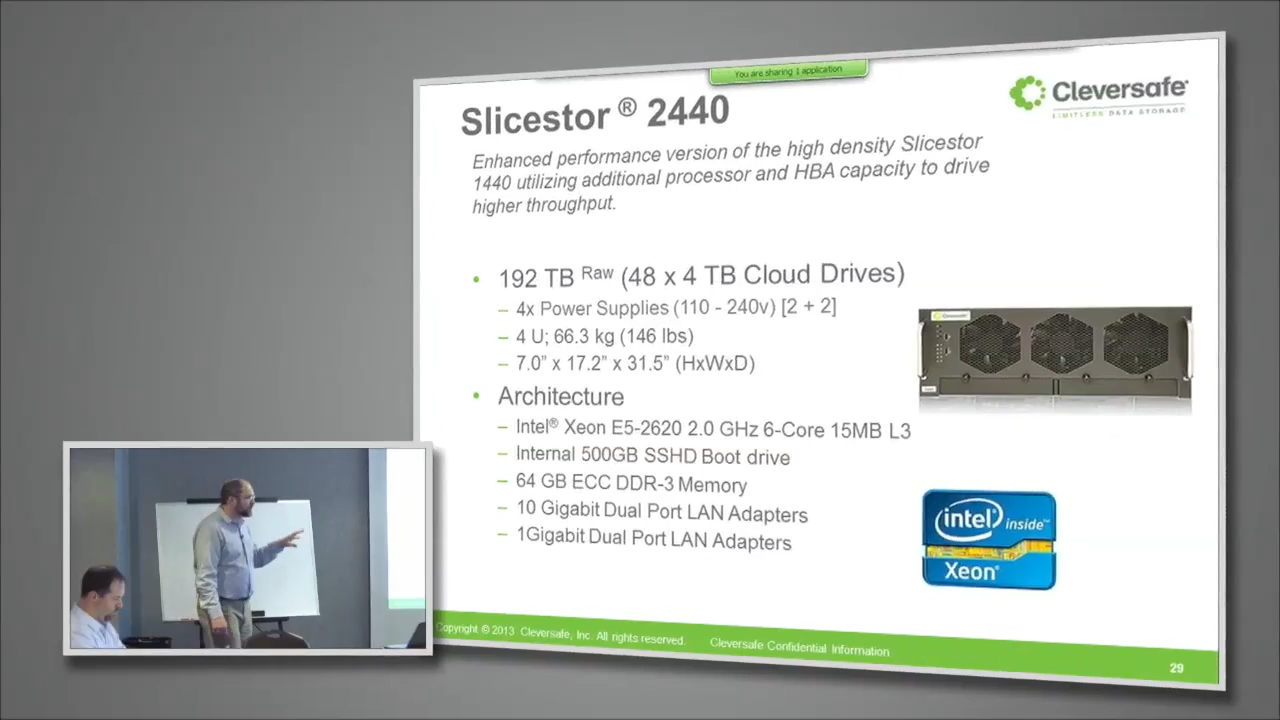 You are sharing 1 application
Cleversafe
LIMITLESS DATA STORAGE
Slicestor ® 2440
Enhanced performance version of the high density Slicestor
1440 utilizing additional processor and HBA capacity to drive
higher throughput.
• 192 TB Raw (48 x 4 TB Cloud Drives)
– 4x Power Supplies (110 - 240v) [2 + 2]
– 4 U; 66.3 kg (146 lbs)
– 7.0” x 17.2” x 31.5” (HxWxD)
• Architecture
– Intel® Xeon E5-2620 2.0 GHz 6-Core 15MB L3
– Internal 500GB SSHD Boot drive
– 64 GB ECC DDR-3 Memory
– 10 Gigabit Dual Port LAN Adapters
– 1Gigabit Dual Port LAN Adapters
intel inside™
Xeon®
Copyright © 2013 Cleversafe, Inc. All rights reserved. Cleversafe Confidential Information.
29